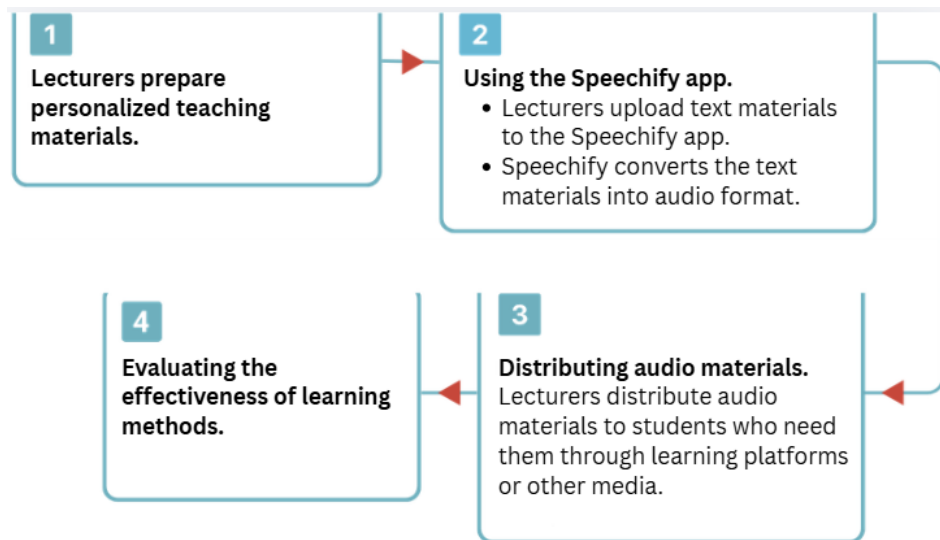 1
Lecturers prepare
personalized teaching
materials.
2
Using the Speechify app.
• Lecturers upload text materials
to the Speechify app.
• Speechify converts the text
materials into audio format.
3
Distributing audio materials.
Lecturers distribute audio
materials to students who need
them through learning platforms
or other media.
4
Evaluating the
effectiveness of learning
methods.